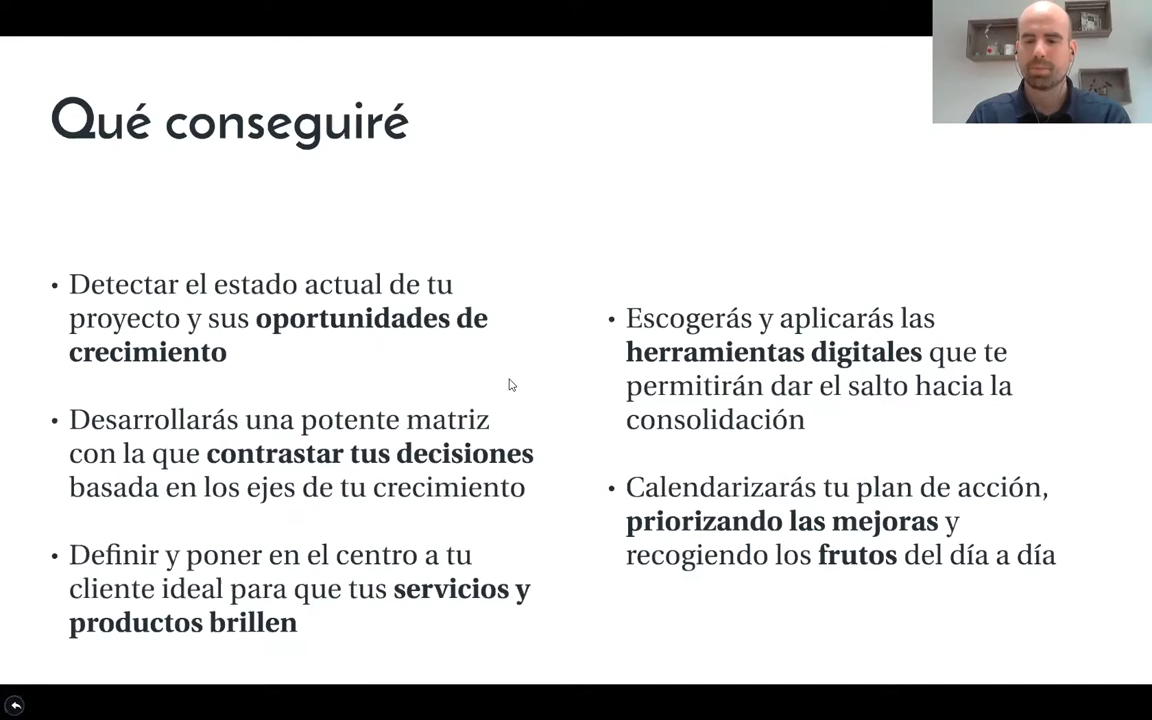 Qué conseguiré
• Detectar el estado actual de tu
proyecto y sus oportunidades de
crecimiento
• Desarrollarás una potente matriz
con la que contrastar tus decisiones
basada en los ejes de tu crecimiento
• Definir y poner en el centro a tu
cliente ideal para que tus servicios y
productos brillen
• Escogerás y aplicarás las
herramientas digitales que te
permitirán dar el salto hacia la
consolidación
• Calendarizarás tu plan de acción,
priorizando las mejoras y
recogiendo los frutos del día a día